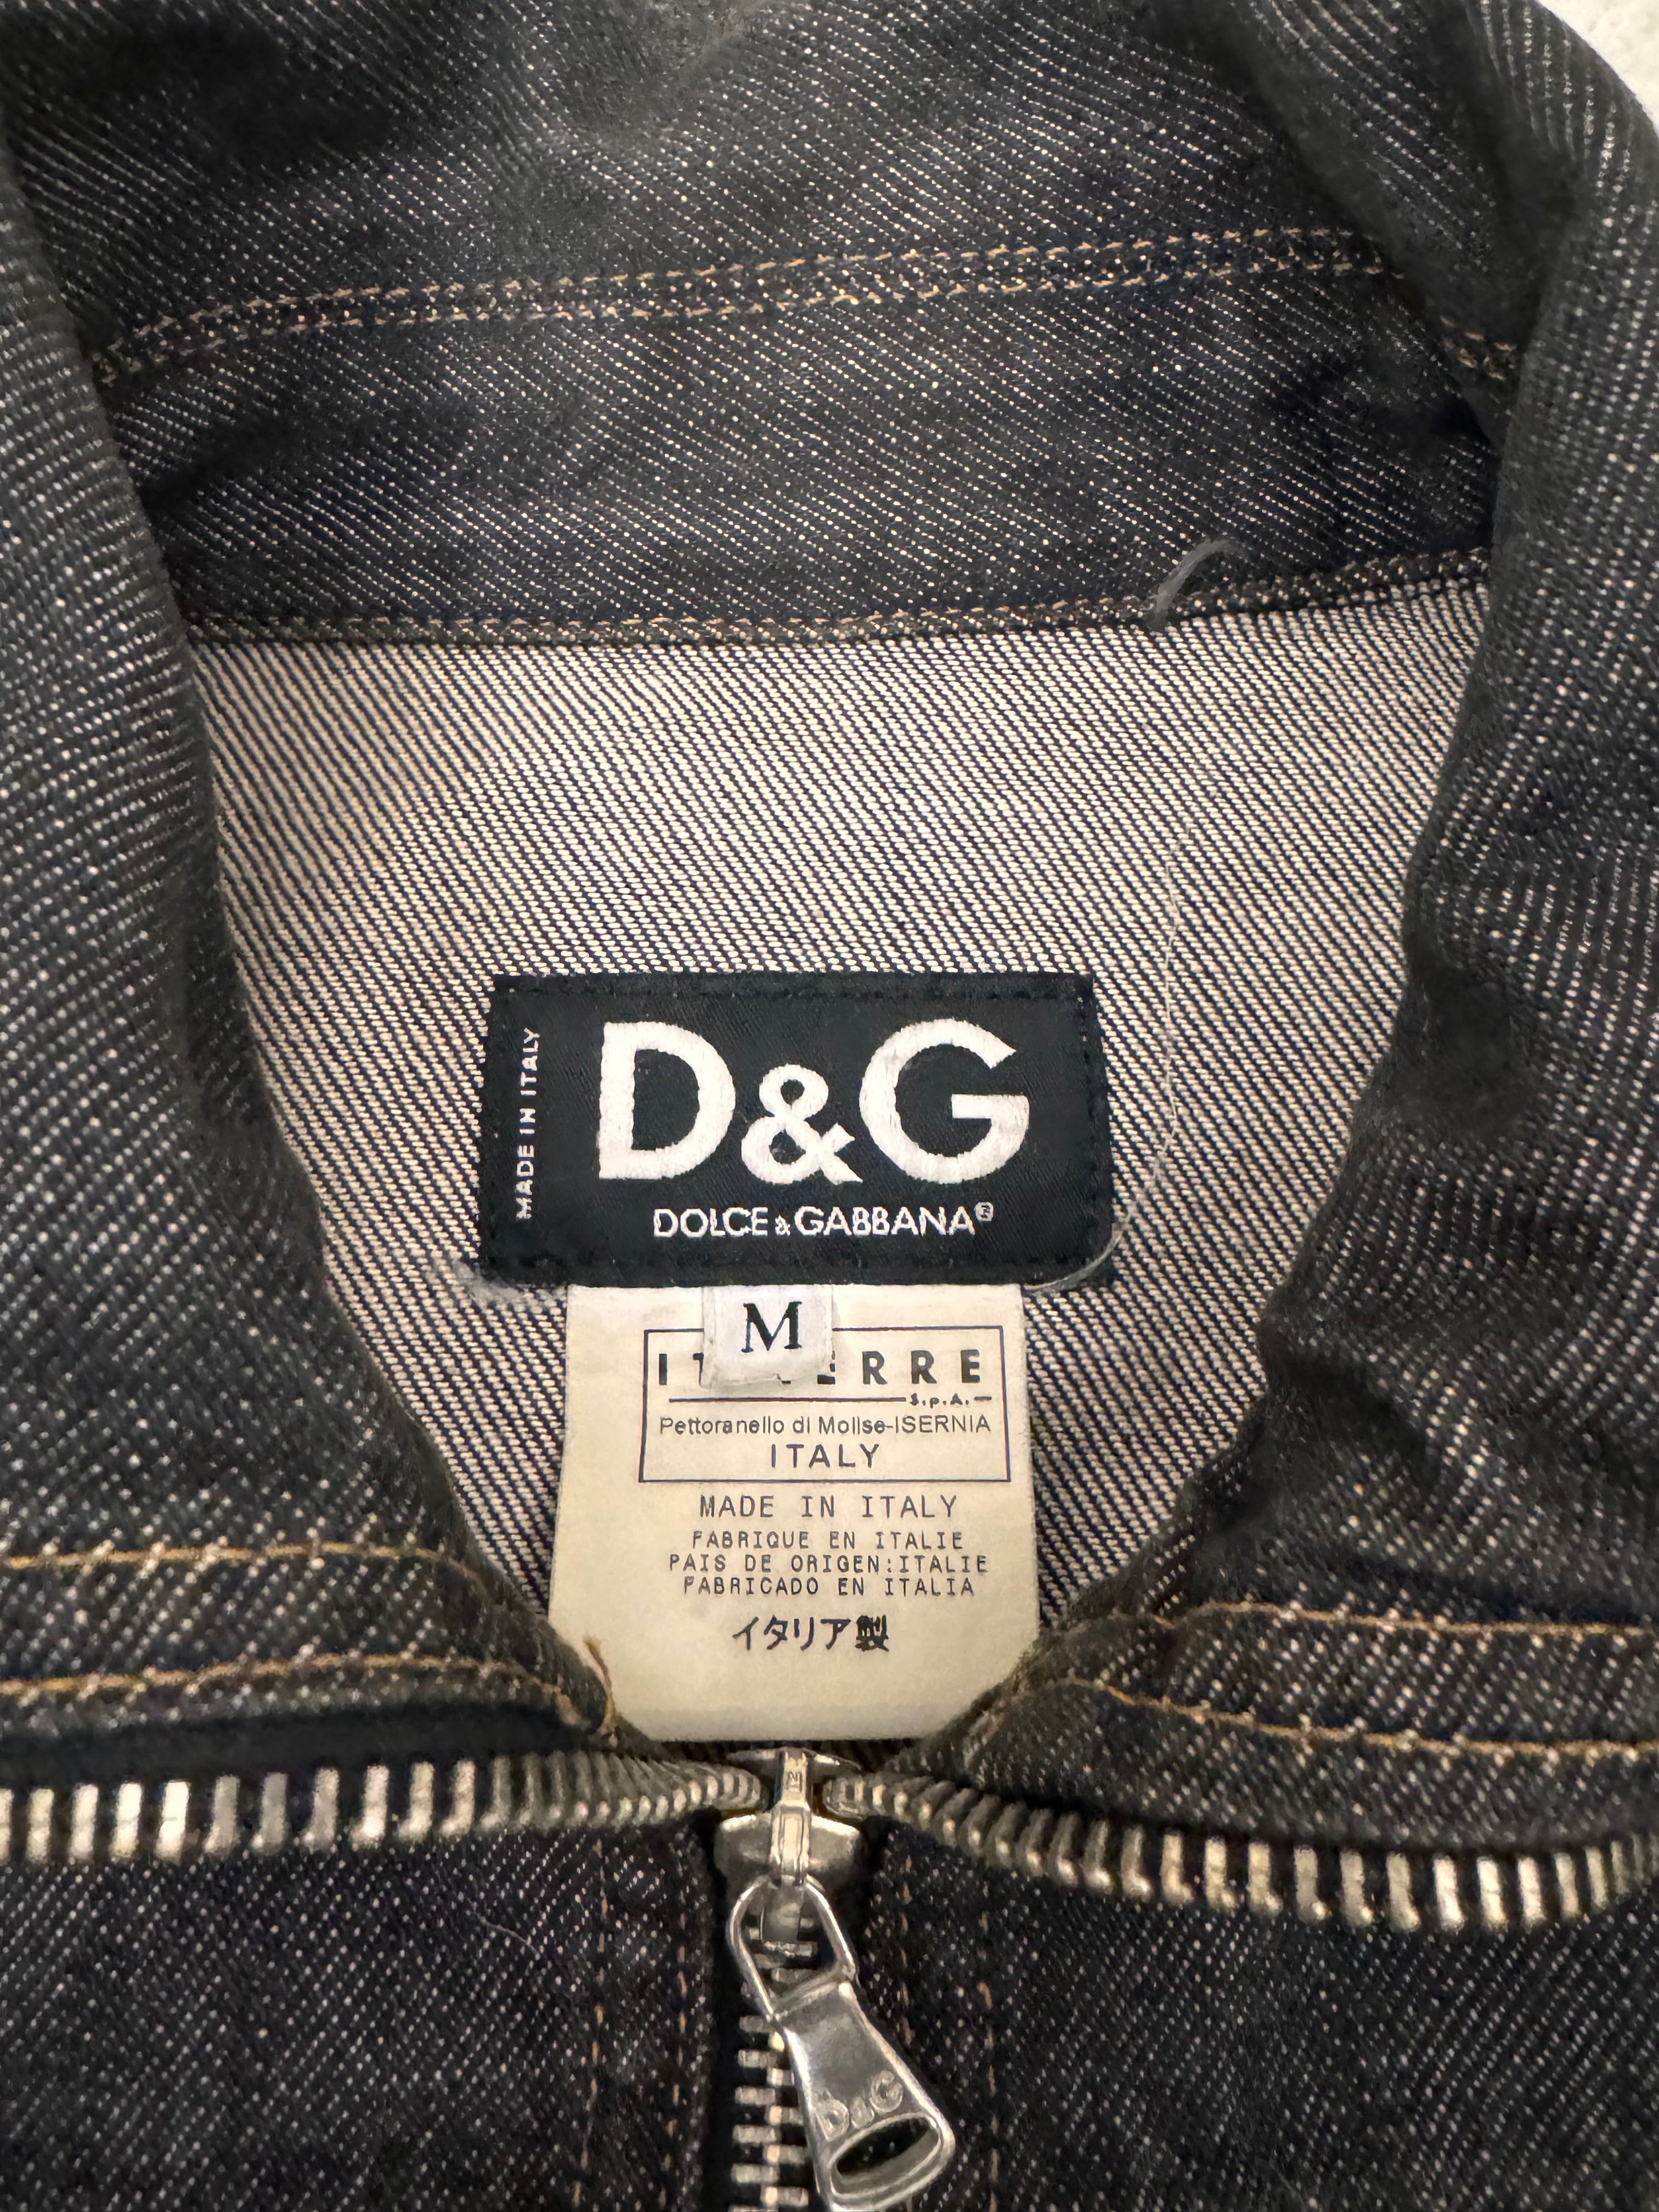 MADE IN ITALY
D&G
DOLCE & GABBANA®
M
RRE
S.p.A.
Pettoranello di Molise-ISERNIA
ITALY
MADE IN ITALY
FABRIQUE EN ITALIE
PAIS DE ORIGEN:ITALIE
FABRICADO EN ITALIA
イタリア製
D&G